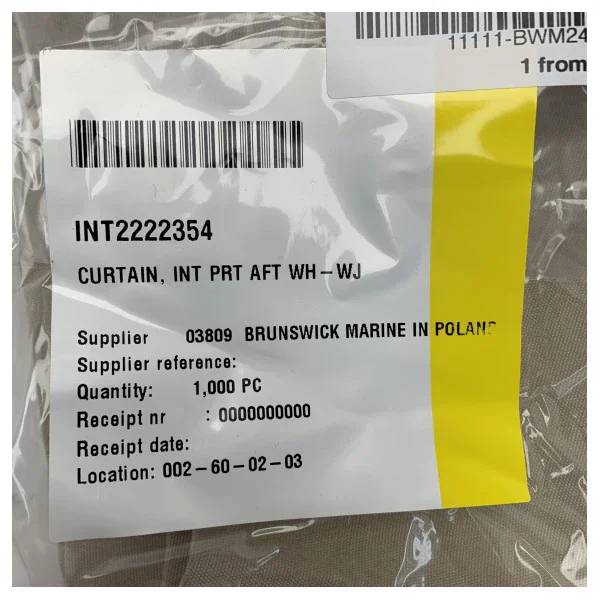 11111-BWM24
1 from
INT2222354
CURTAIN, INT PRT AFT WH-WJ
Supplier 03809 BRUNSWICK MARINE IN POLAND
Supplier reference:
Quantity: 1,000 PC
Receipt nr : 0000000000
Receipt date:
Location: 002-60-02-03